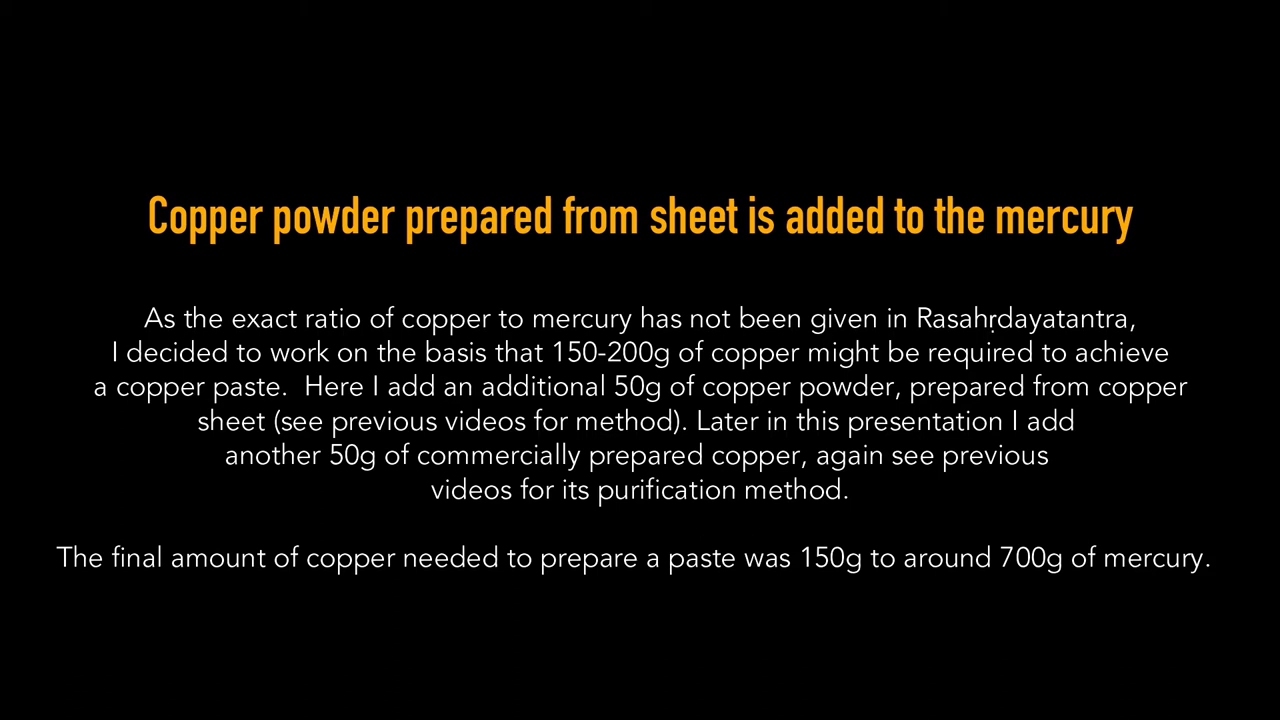 Copper powder prepared from sheet is added to the mercury
As the exact ratio of copper to mercury has not been given in Rasahṛdayatantra,
I decided to work on the basis that 150-200g of copper might be required to achieve
a copper paste.  Here I add an additional 50g of copper powder, prepared from copper
sheet (see previous videos for method). Later in this presentation I add
another 50g of commercially prepared copper, again see previous
videos for its purification method.
The final amount of copper needed to prepare a paste was 150g to around 700g of mercury.